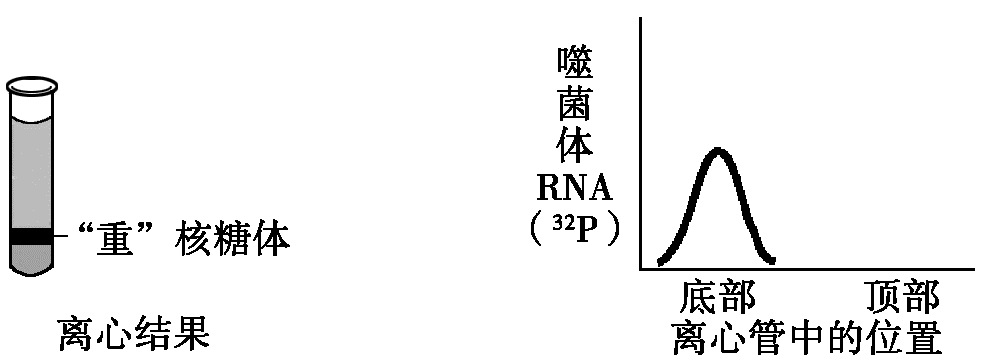 “重”核糖体
离心结果
噬菌体
RNA
(³²P)
底部 顶部
离心管中的位置